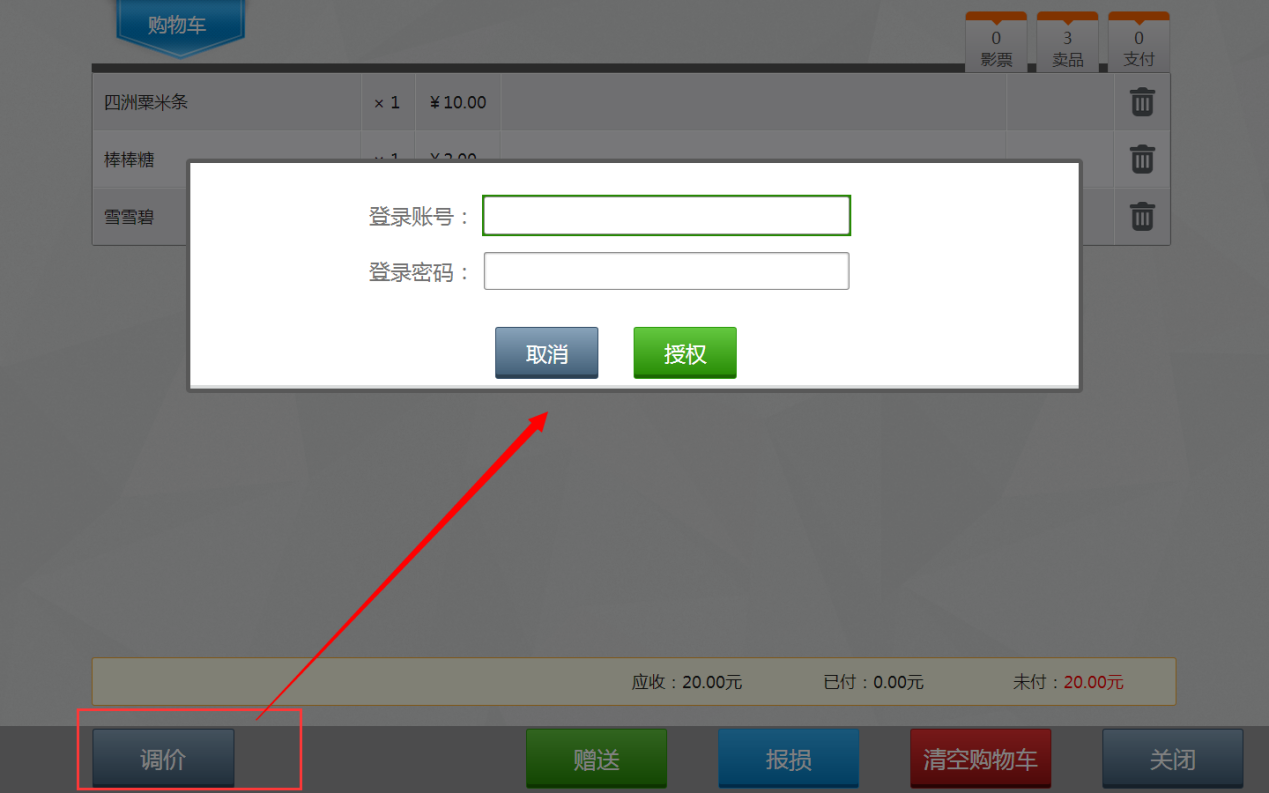 购物车
0 3 0
影票 卖品 支付
四洲粟米条 × 1 ¥10.00
棒棒糖 × 1
雪雪碧
登录账号：
登录密码：
取消 授权
应收：20.00元 已付：0.00元 未付：20.00元
调价 赠送 报损 清空购物车 关闭